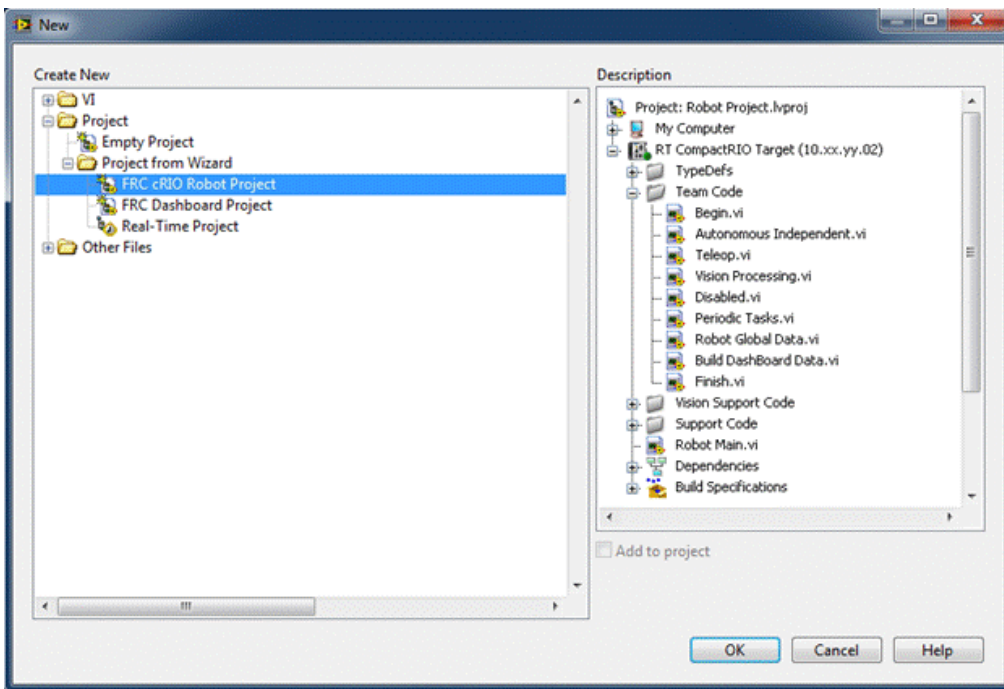 New
Create New
VI
Project
Empty Project
Project from Wizard
FRC cRIO Robot Project
FRC Dashboard Project
Real-Time Project
Other Files
Description
Project: Robot Project.lvproj
My Computer
RT CompactRIO Target (10.xx.yy.02)
TypeDefs
Team Code
Begin.vi
Autonomous Independent.vi
Teleop.vi
Vision Processing.vi
Disabled.vi
Periodic Tasks.vi
Robot Global Data.vi
Build DashBoard Data.vi
Finish.vi
Vision Support Code
Support Code
Robot Main.vi
Dependencies
Build Specifications
Add to project
OK Cancel Help